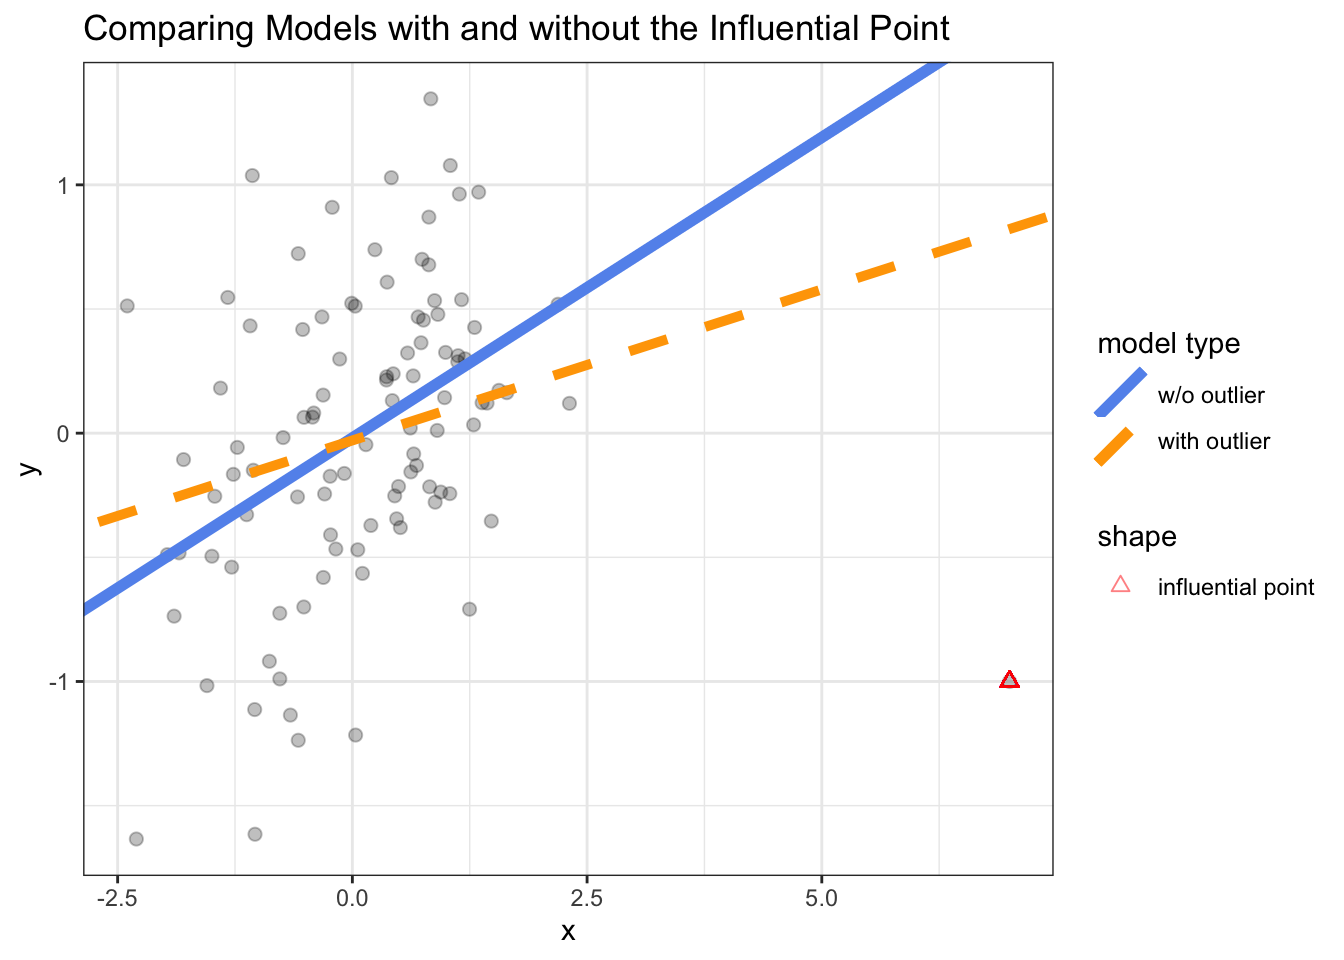 Comparing Models with and without the Influential Point
1
0
-1
y
-2.5
0.0
2.5
5.0
x
model type
w/o outlier
with outlier
shape
influential point